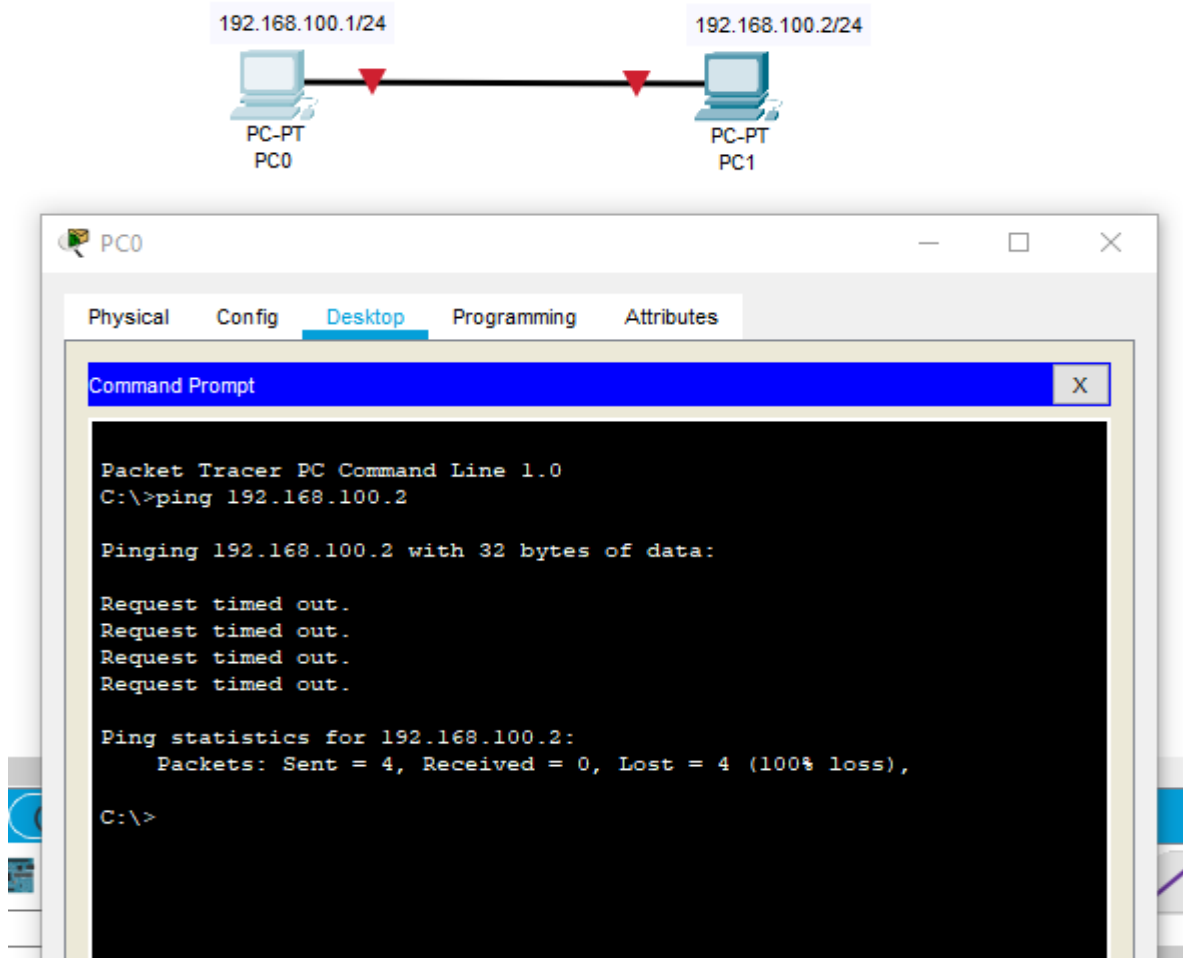 192.168.100.1/24
192.168.100.2/24
PC-PT
PC0
PC-PT
PC1
PC0
Physical Config Desktop Programming Attributes
Command Prompt X
Packet Tracer PC Command Line 1.0
C:\>ping 192.168.100.2
Pinging 192.168.100.2 with 32 bytes of data:
Request timed out.
Request timed out.
Request timed out.
Request timed out.
Ping statistics for 192.168.100.2:
Packets: Sent = 4, Received = 0, Lost = 4 (100% loss),
C:\>